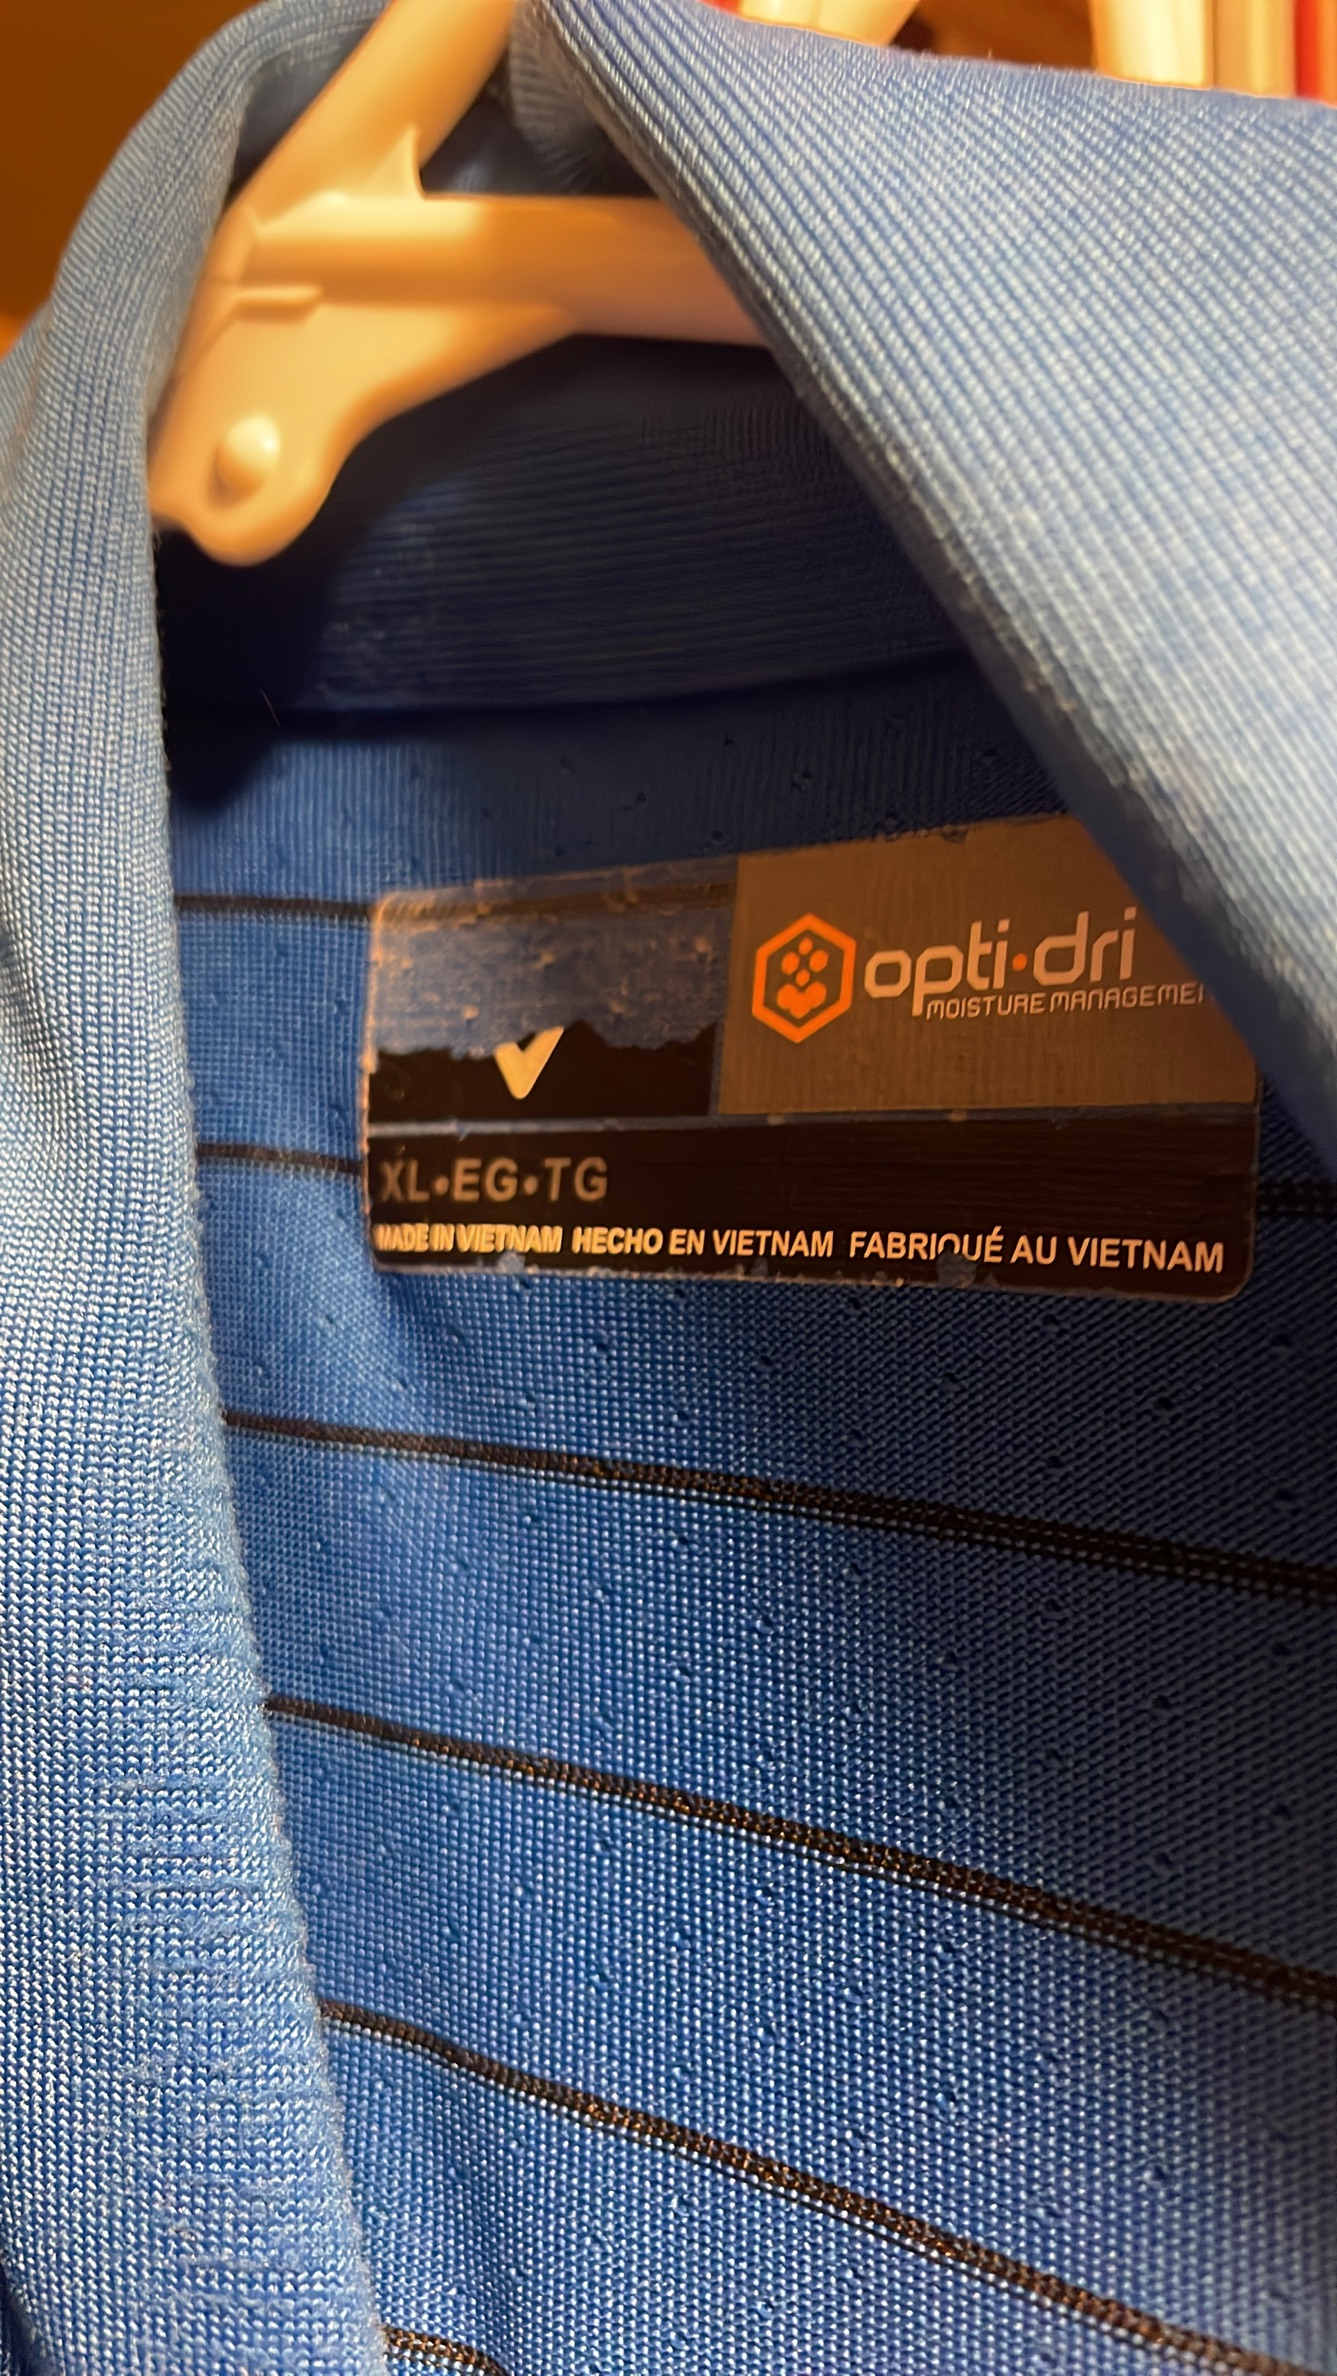 opti·dri
MOISTURE MANAGEME
XL•EG•TG
MADE IN VIETNAM HECHO EN VIETNAM FABRIQUÉ AU VIETNAM